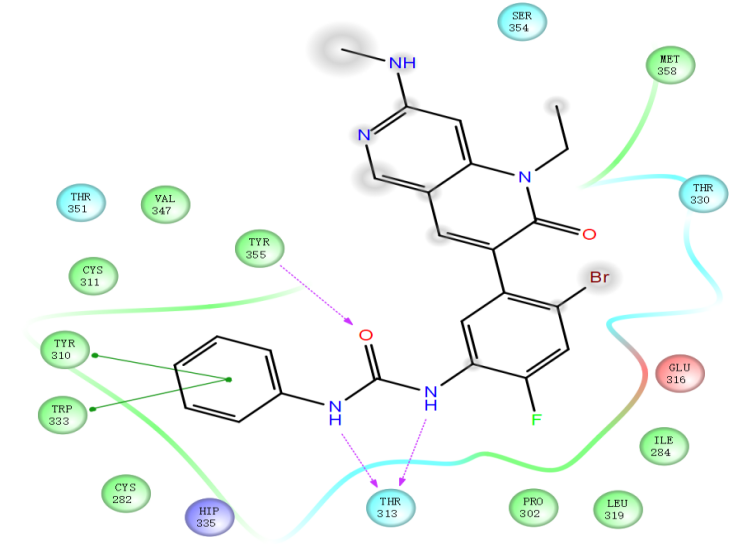 SER
354
MET
358
NH
N
N
THR
330
THR
351
VAL
347
TYR
355
O
CYS
311
Br
O
TYR
310
GLU
316
TRP
333
N
H
N
H
F
ILE
284
CYS
282
HIP
335
THR
313
PRO
302
LEU
319